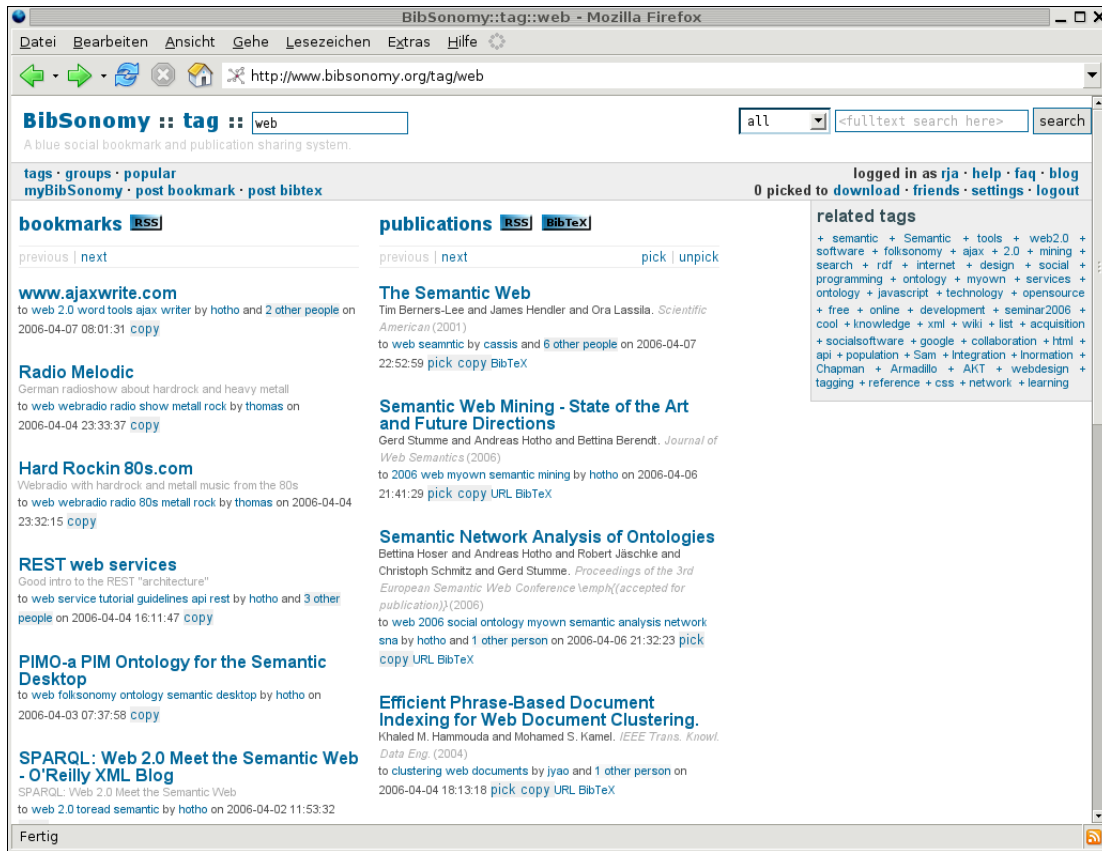 BibSonomy::tag::web - Mozilla Firefox
Datei Bearbeiten Ansicht Gehe Lesezeichen Extras Hilfe
http://www.bibsonomy.org/tag/web
BibSonomy :: tag :: web
all <fulltext search here> search
A blue social bookmark and publication sharing system.
tags · groups · popular
myBibSonomy · post bookmark · post bibtex
logged in as rja · help · faq · blog
0 picked to download · friends · settings · logout
bookmarks RSS
previous | next
www.ajaxwrite.com
to web 2.0 word tools ajax writer by hotho and 2 other people on
2006-04-07 08:01:31 copy
Radio Melodic
German radioshow about hardrock and heavy metall
to web webradio radio show metall rock by thomas on
2006-04-04 23:33:37 copy
Hard Rockin 80s.com
Webradio with hardrock and metall music from the 80s
to web webradio radio 80s metall rock by thomas on 2006-04-04
23:32:15 copy
REST web services
Good intro to the REST "architecture"
to web service tutorial guidelines api rest by hotho and 3 other
people on 2006-04-04 16:11:47 copy
PIMO-a PIM Ontology for the Semantic
Desktop
to web folksonomy ontology semantic desktop by hotho on
2006-04-03 07:37:58 copy
SPARQL: Web 2.0 Meet the Semantic Web
- O'Reilly XML Blog
SPARQL: Web 2.0 Meet the Semantic Web
to web 2.0 toread semantic by hotho on 2006-04-02 11:53:32
publications RSS BibTeX
previous | next pick | unpick
The Semantic Web
Tim Berners-Lee and James Hendler and Ora Lassila. Scientific
American (2001)
to web seamntic by cassis and 6 other people on 2006-04-07
22:52:59 pick copy BibTeX
Semantic Web Mining - State of the Art
and Future Directions
Gerd Stumme and Andreas Hotho and Bettina Berendt. Journal of
Web Semantics (2006)
to 2006 web myown semantic mining by hotho on 2006-04-06
21:41:29 pick copy URL BibTeX
Semantic Network Analysis of Ontologies
Bettina Hoser and Andreas Hotho and Robert Jäschke and
Christoph Schmitz and Gerd Stumme. Proceedings of the 3rd
European Semantic Web Conference \emph{(accepted for
publication)} (2006)
to web 2006 social ontology myown semantic analysis network
sna by hotho and 1 other person on 2006-04-06 21:32:23 pick
copy URL BibTeX
Efficient Phrase-Based Document
Indexing for Web Document Clustering.
Khaled M. Hammouda and Mohamed S. Kamel. IEEE Trans. Knowl.
Data Eng. (2004)
to clustering web documents by jyao and 1 other person on
2006-04-04 18:13:18 pick copy URL BibTeX
related tags
+ semantic + Semantic + tools + web2.0 +
software + folksonomy + ajax + 2.0 + mining +
search + rdf + internet + design + social +
programming + ontology + myown + services +
ontology + javascript + technology + opensource
+ free + online + development + seminar2006 +
cool + knowledge + xml + wiki + list + acquisition
+ socialsoftware + google + collaboration + html +
api + population + Sam + Integration + Inormation +
Chapman + Armadillo + AKT + webdesign +
tagging + reference + css + network + learning
Fertig